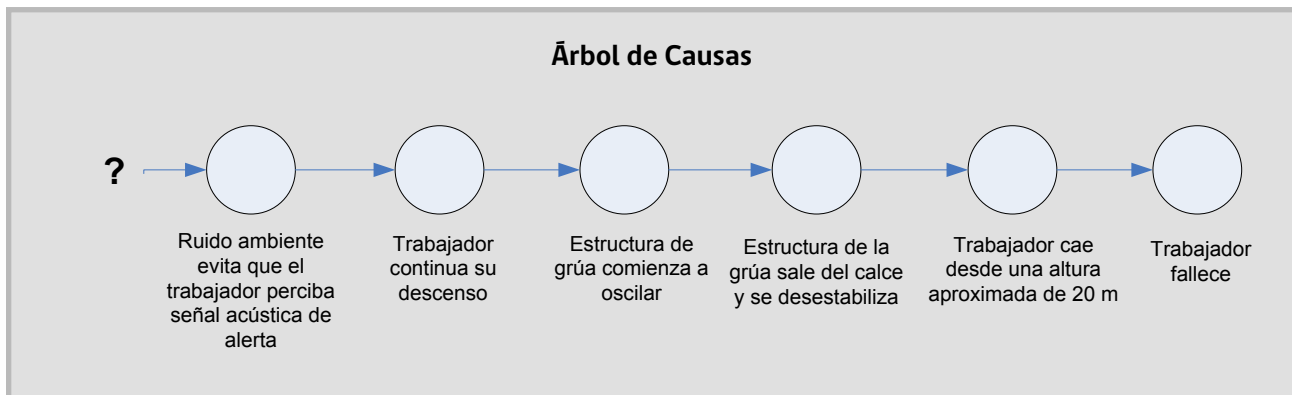 Árbol de Causas
?
Ruido ambiente
evita que el
trabajador perciba
señal acústica de
alerta
Trabajador
continua su
descenso
Estructura de
grúa comienza a
oscilar
Estructura de la
grúa sale del calce
y se desestabiliza
Trabajador cae
desde una altura
aproximada de 20 m
Trabajador
fallece